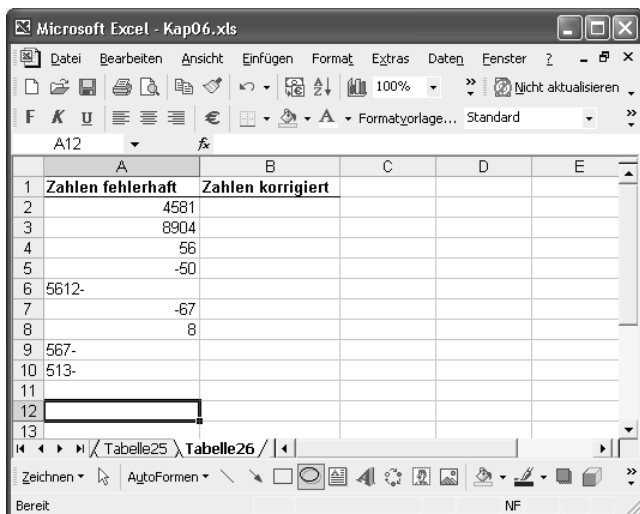 Microsoft Excel - Kap06.xls
Datei Bearbeiten Ansicht Einfügen Format Extras Daten Fenster ?
100% Nicht aktualisieren
F K U € A Formatvorlage... Standard
A12 fx
A B C D E
1 Zahlen fehlerhaft Zahlen korrigiert
2 4581
3 8904
4 56
5 -50
6 5612-
7 -67
8 8
9 567-
10 513-
11
12
13
Tabelle25 Tabelle26
Zeichnen AutoFormen
Bereit NF